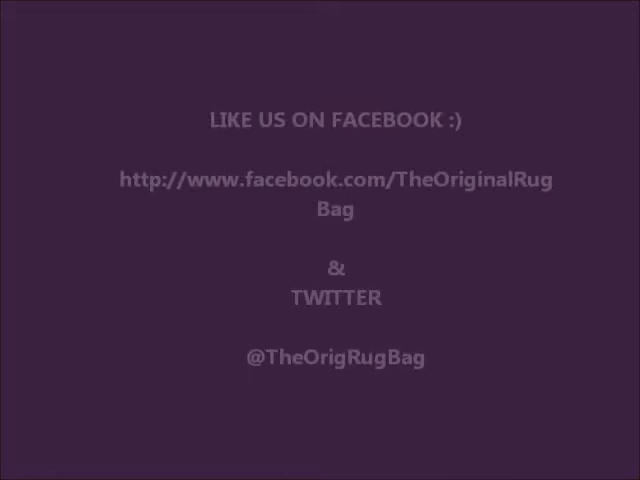 LIKE US ON FACEBOOK :)
http://www.facebook.com/TheOriginalRug
Bag
&
TWITTER
@TheOrigRugBag